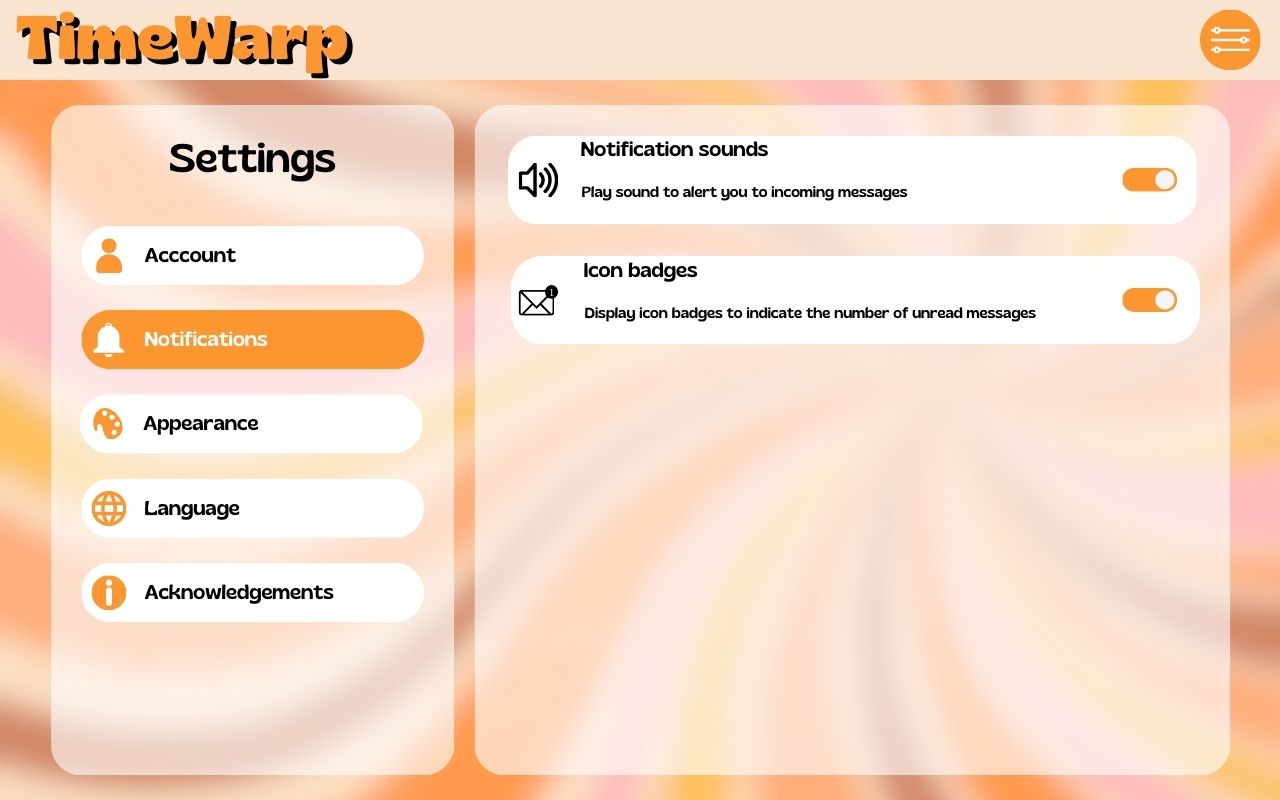 TimeWarp
Settings
Acccount
Notifications
Appearance
Language
Acknowledgements
Notification sounds
Play sound to alert you to incoming messages
1
Icon badges
Display icon badges to indicate the number of unread messages